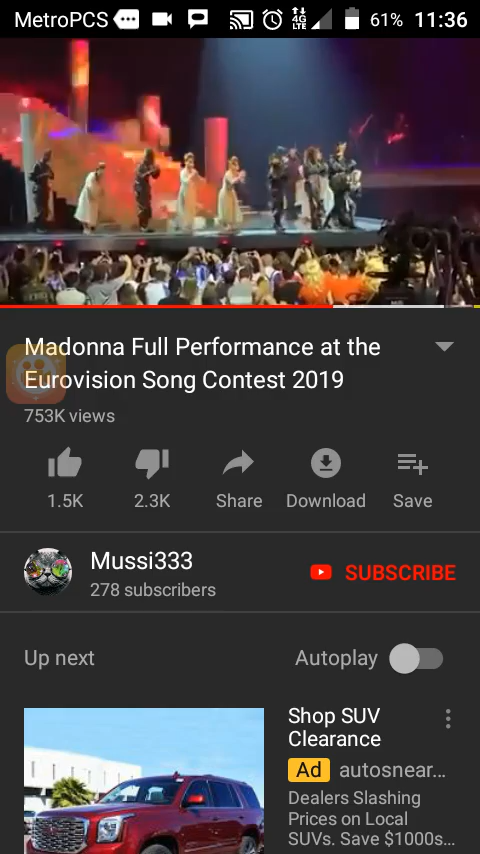 MetroPCS 4G LTE 61% 11:36
Madonna Full Performance at the
Eurovision Song Contest 2019
753K views
1.5K 2.3K Share Download Save
Mussi333
278 subscribers
SUBSCRIBE
Up next Autoplay
Shop SUV
Clearance
Ad autosnear...
Dealers Slashing
Prices on Local
SUVs. Save $1000s...